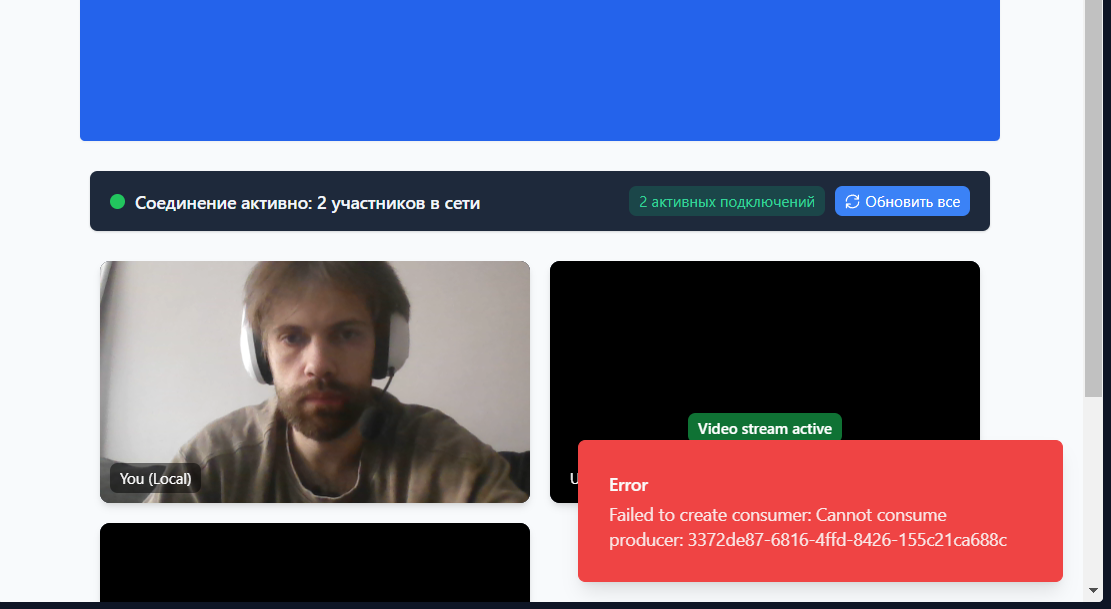 Соединение активно: 2 участников в сети
2 активных подключений
Обновить все
You (Local)
Video stream active
U
Error
Failed to create consumer: Cannot consume
producer: 3372de87-6816-4ffd-8426-155c21ca688c